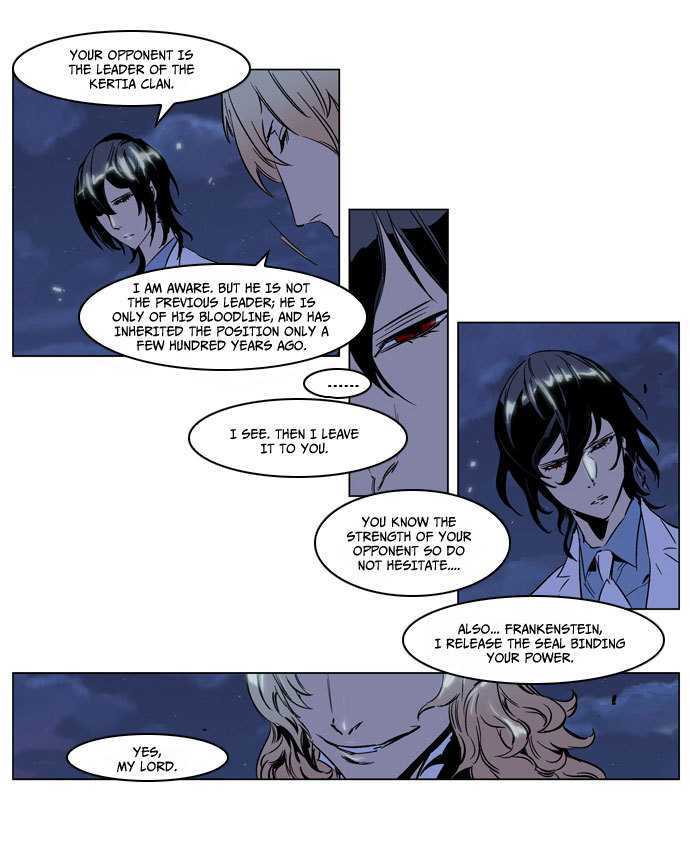 YOUR OPPONENT IS
THE LEADER OF THE
KERTIA CLAN.
I AM AWARE. BUT HE IS NOT
THE PREVIOUS LEADER; HE IS
ONLY OF HIS BLOODLINE, AND HAS
INHERITED THE POSITION ONLY A
FEW HUNDRED YEARS AGO.
......
I SEE. THEN I LEAVE
IT TO YOU.
YOU KNOW THE
STRENGTH OF YOUR
OPPONENT SO DO
NOT HESITATE....
ALSO... FRANKENSTEIN,
I RELEASE THE SEAL BINDING
YOUR POWER.
YES,
MY LORD.